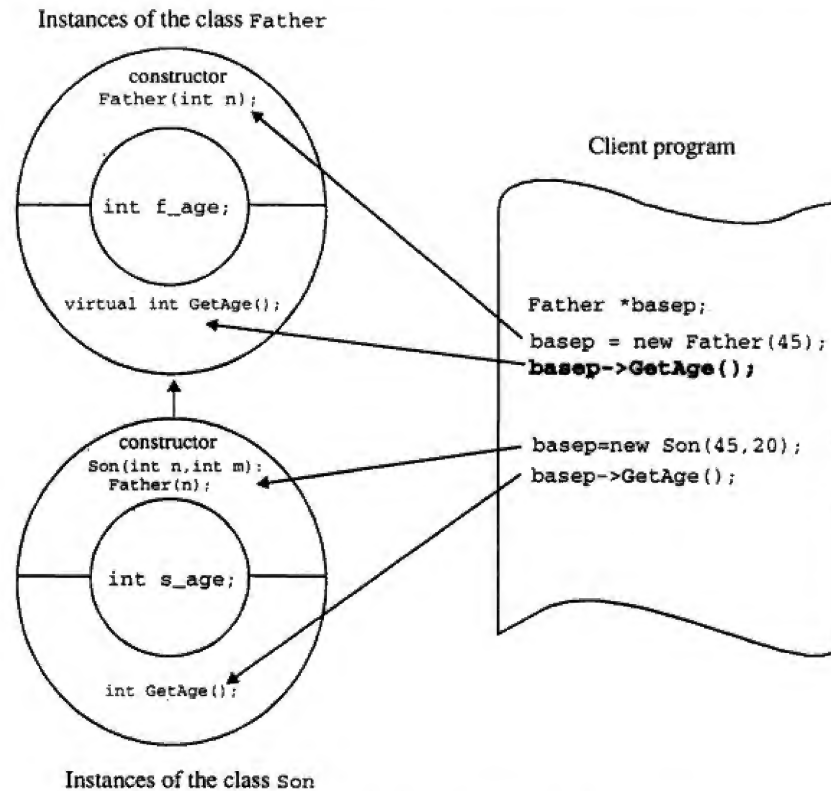 Instances of the class Father
constructor
Father(int n);
int f_age;
virtual int GetAge();
constructor
Son(int n,int m):
Father(n);
int s_age;
int GetAge();
Instances of the class Son
Client program
Father *basep;
basep = new Father(45);
basep->GetAge();
basep=new Son(45,20);
basep->GetAge();